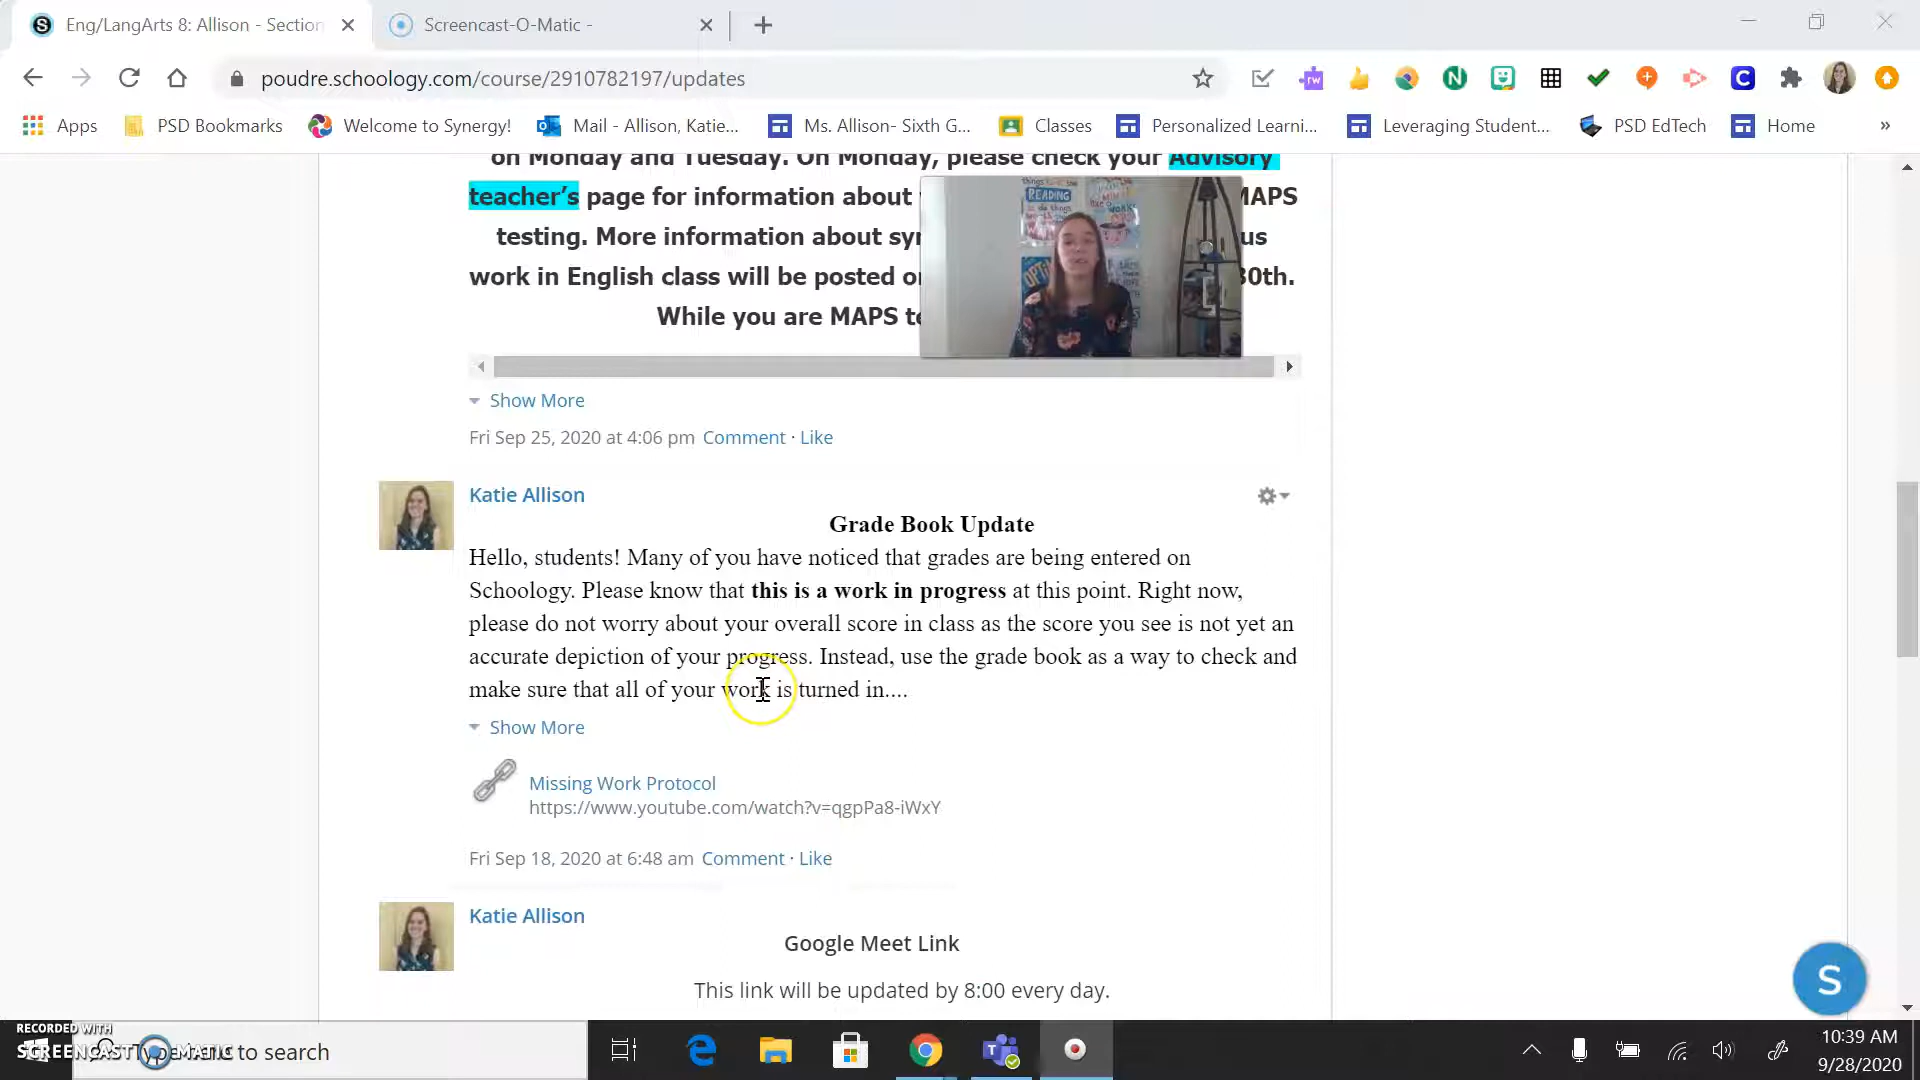 Eng/LangArts 8: Allison - Section
Screencast-O-Matic -
poudre.schoology.com/course/2910782197/updates
Apps
PSD Bookmarks
Welcome to Synergy!
Mail - Allison, Katie...
Ms. Allison- Sixth G...
Classes
Personalized Learni...
Leveraging Student...
PSD EdTech
Home
»
on Monday and Tuesday. On Monday, please check your Advisory
teacher's page for information about MAPS
testing. More information about us
work in English class will be posted 30th.
While you are MAPS
READING
Show More
Fri Sep 25, 2020 at 4:06 pm Comment · Like
Katie Allison
Grade Book Update
Hello, students! Many of you have noticed that grades are being entered on
Schoology. Please know that this is a work in progress at this point. Right now,
please do not worry about your overall score in class as the score you see is not yet an
accurate depiction of your progress. Instead, use the grade book as a way to check and
make sure that all of your work is turned in....
Show More
Missing Work Protocol
https://www.youtube.com/watch?v=qgpPa8-iWxY
Fri Sep 18, 2020 at 6:48 am Comment · Like
Katie Allison
Google Meet Link
This link will be updated by 8:00 every day.
S
RECORDED WITH
SCREENCAST MATIC
Type here to search
10:39 AM
9/28/2020